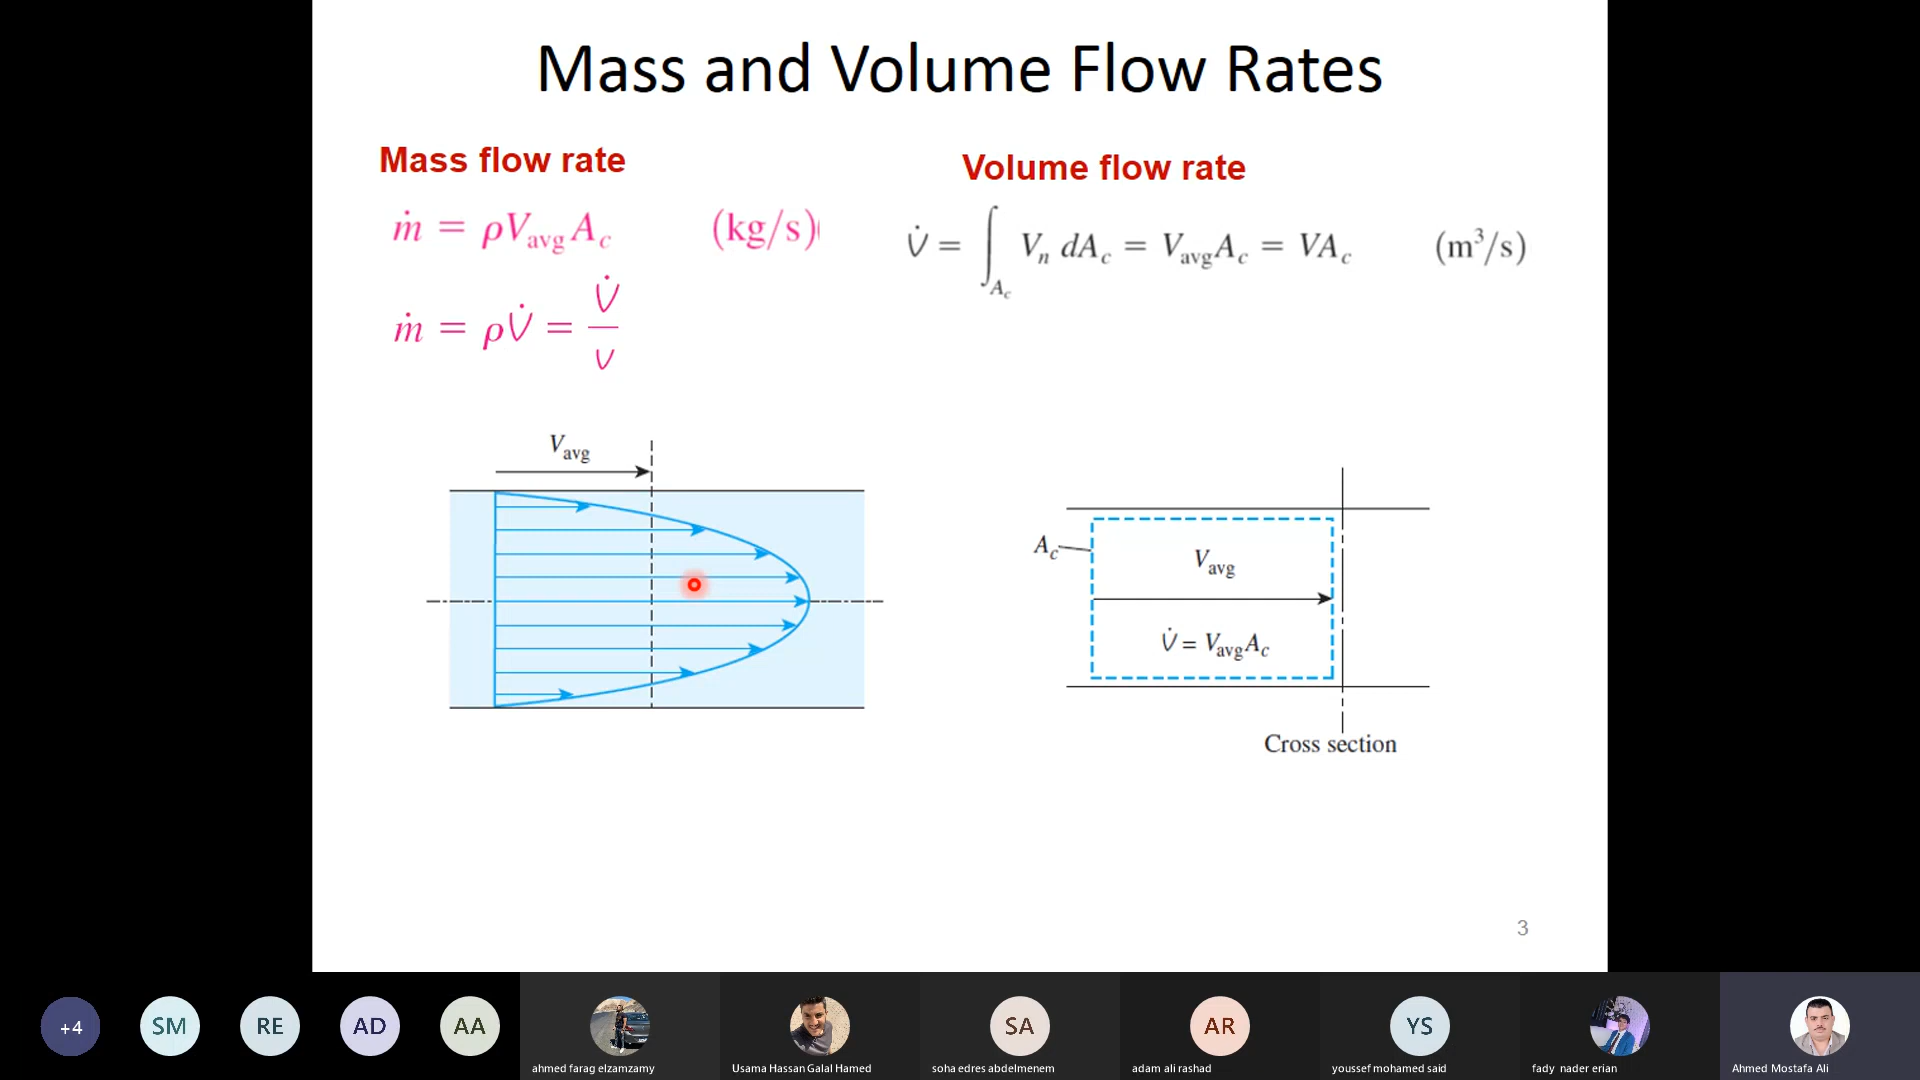 Mass and Volume Flow Rates
Mass flow rate
ṁ = ρV_avg A_c (kg/s)
ṁ = ρV̇ = V̇/v
Volume flow rate
V̇ = ∫_{A_c} V_n dA_c = V_avg A_c = VA_c (m³/s)
V_avg
A_c
V_avg
V̇ = V_avg A_c
Cross section
3
+4
SM
RE
AD
AA
SA
AR
YS
ahmed farag elzamzamy
Usama Hassan Galal Hamed
soha edres abdelmenem
adam ali rashad
youssef mohamed said
fady nader erian
Ahmed Mostafa Ali